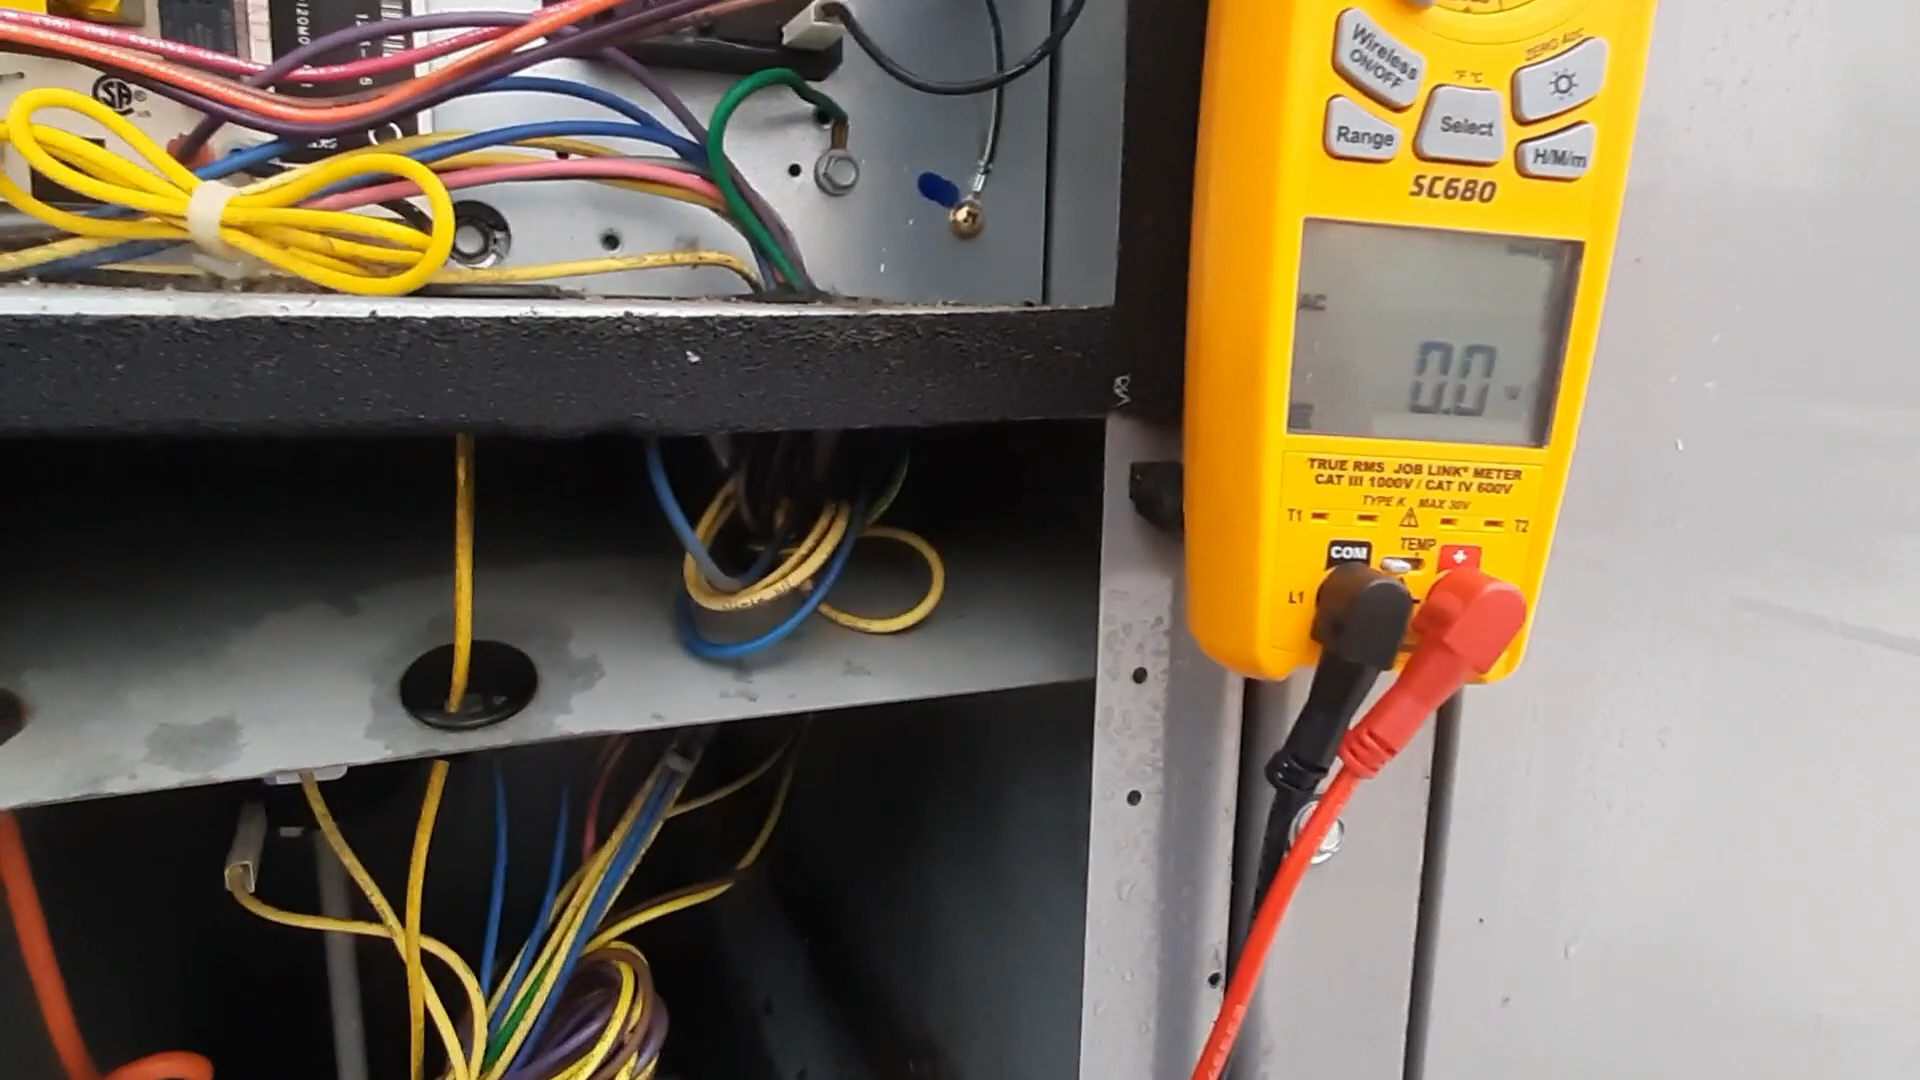 Wireless
ON/OFF
ZERO ADC
°F °C
Range
Select
H/M/m
SC680
AC
0.0 V
TRUE RMS JOB LINK® METER
CAT III 1000V / CAT IV 600V
TYPE K MAX 30V
T1
T2
TEMP
COM
+
L1
SA®